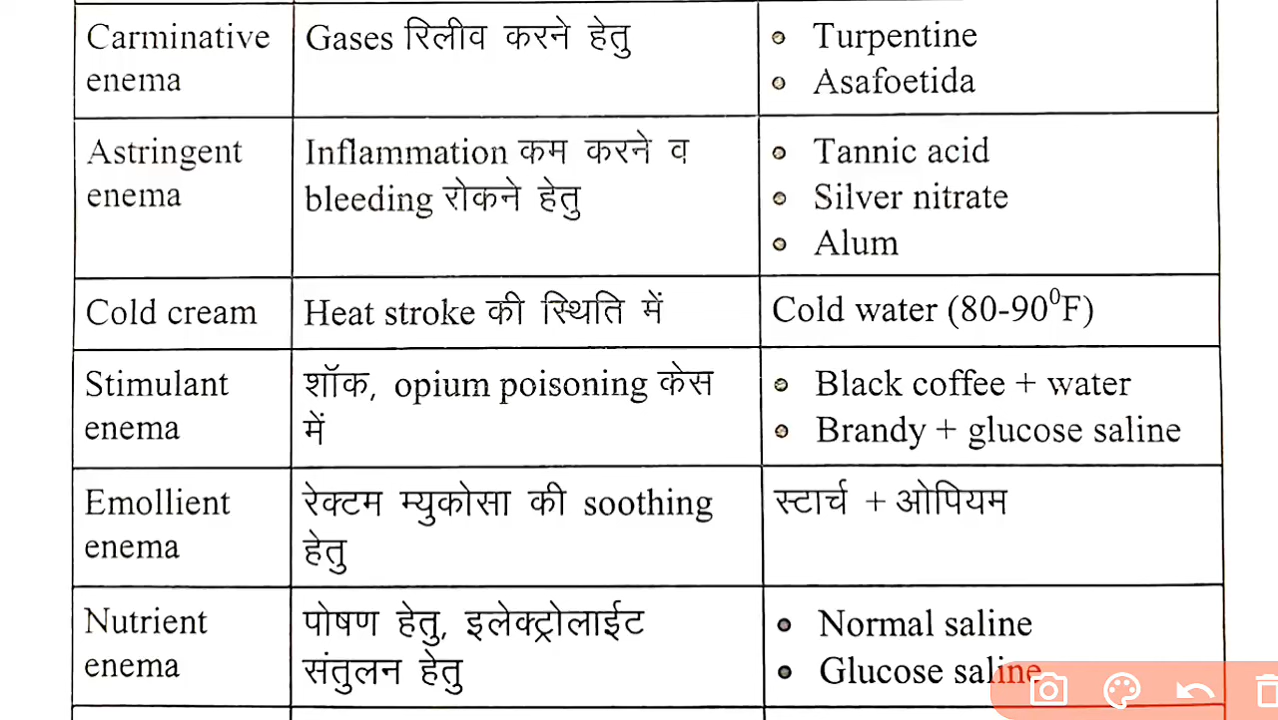 Carminative enema
Gases रिलीव करने हेतु
• Turpentine
• Asafoetida
Astringent enema
Inflammation कम करने व
bleeding रोकने हेतु
• Tannic acid
• Silver nitrate
• Alum
Cold cream
Heat stroke की स्थिति में
Cold water (80-90⁰F)
Stimulant enema
शॉक, opium poisoning केस
में
• Black coffee + water
• Brandy + glucose saline
Emollient enema
रेक्टम म्युकोसा की soothing
हेतु
स्टार्च + ओपियम
Nutrient enema
पोषण हेतु, इलेक्ट्रोलाईट
संतुलन हेतु
• Normal saline
• Glucose saline